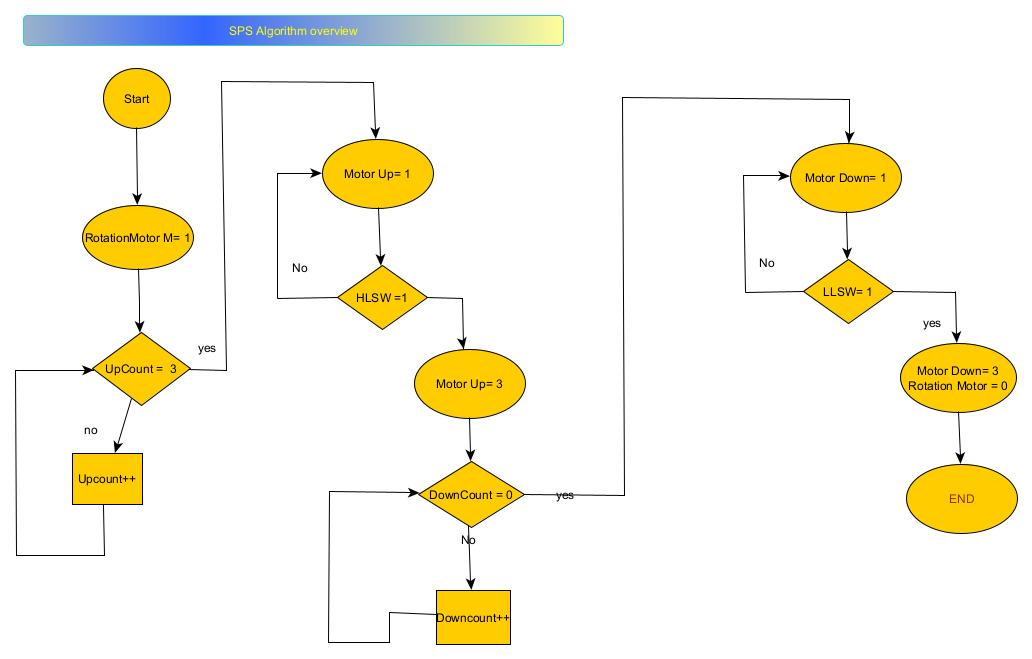 SPS Algorithm overview
Start
RotationMotor M= 1
UpCount = 3
yes
no
Upcount++
Motor Up= 1
No
HLSW =1
Motor Up= 3
DownCount = 0
yes
No
Downcount++
Motor Down= 1
No
LLSW= 1
yes
Motor Down= 3
Rotation Motor = 0
END